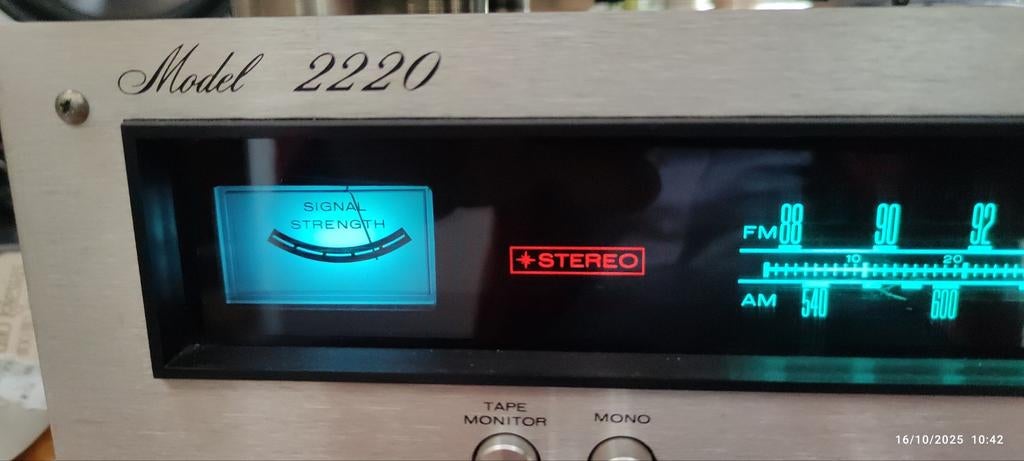 Model 2220
SIGNAL
STRENGTH
STEREO
FM 88 90 92
10 20
AM 540 600
TAPE
MONITOR
MONO
16/10/2025 10:42